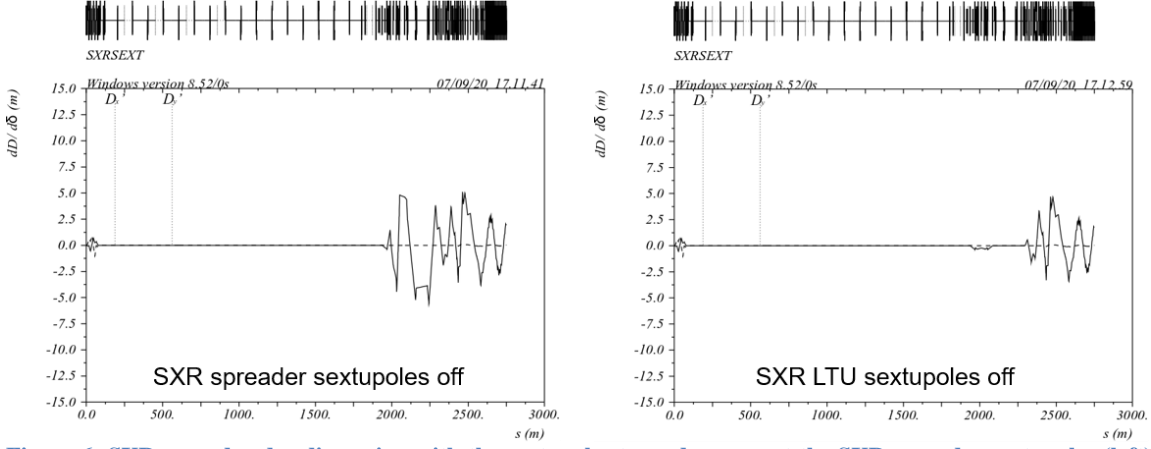 SXRSEXT
Windows version 8.52/0s 07/09/20 17.11.41
dD/ dδ (m)
Dx' Dy'
15.0
12.5
10.0
7.5
5.0
2.5
0.0
-2.5
-5.0
-7.5
-10.0
-12.5
-15.0
SXR spreader sextupoles off
0.0 500. 1000. 1500. 2000. 2500. 3000.
s (m)
SXRSEXT
Windows version 8.52/0s 07/09/20 17.12.59
dD/ dδ (m)
Dx' Dy'
15.0
12.5
10.0
7.5
5.0
2.5
0.0
-2.5
-5.0
-7.5
-10.0
-12.5
-15.0
SXR LTU sextupoles off
0.0 500. 1000. 1500. 2000. 2500. 3000.
s (m)